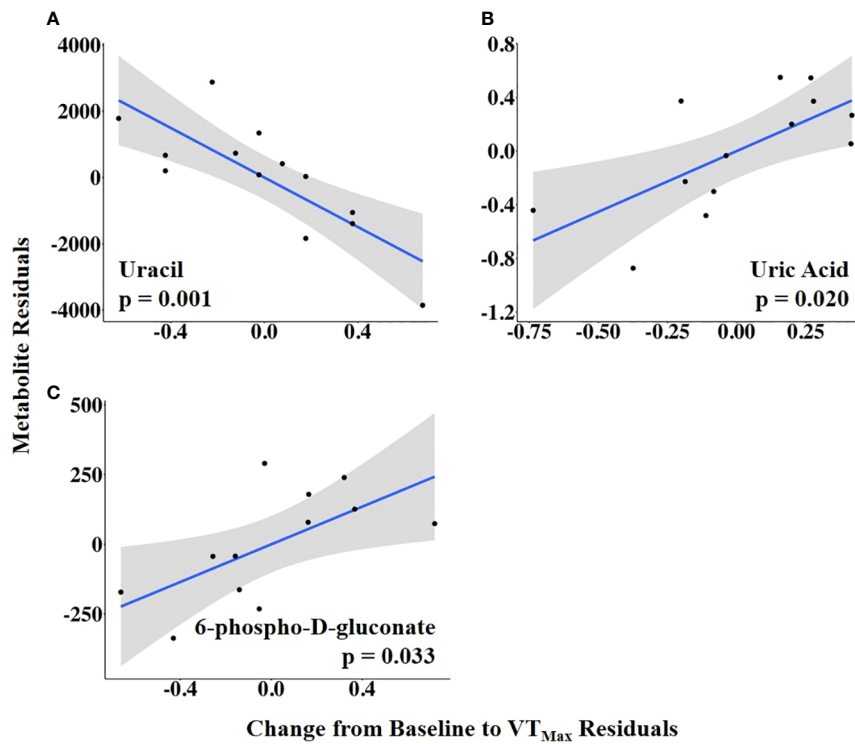 A
4000
2000
0
-2000
-4000
Uracil
p = 0.001
-0.4
0.0
0.4
B
0.8
0.4
0.0
-0.4
-0.8
-1.2
Uric Acid
p = 0.020
-0.75
-0.50
-0.25
0.00
0.25
Metabolite Residuals
C
500
250
0
-250
6-phospho-D-gluconate
p = 0.033
-0.4
0.0
0.4
Change from Baseline to VTMax Residuals